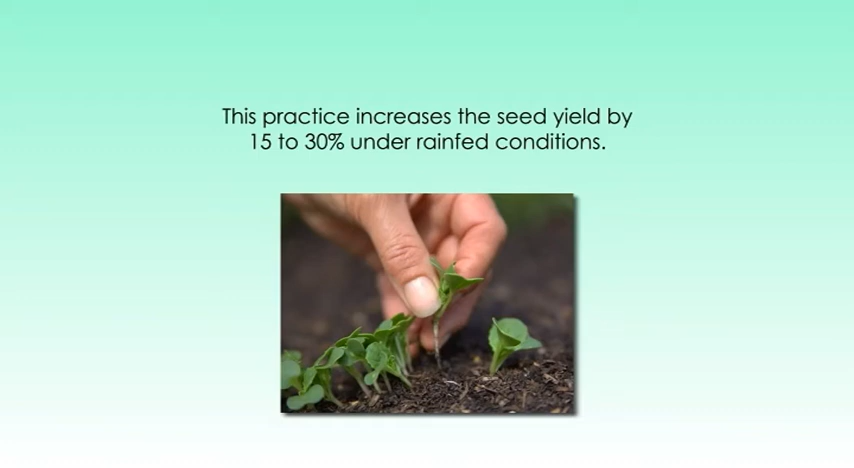 This practice increases the seed yield by
15 to 30% under rainfed conditions.